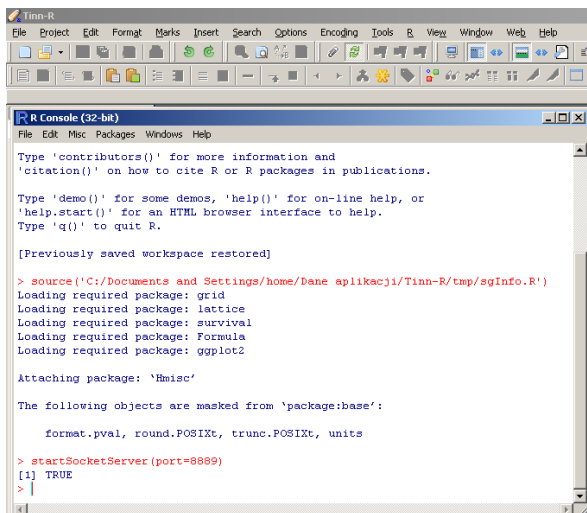 Tinn-R
File Project Edit Format Marks Insert Search Options Encoding Tools R View Window Web Help
R Console (32-bit)
File Edit Misc Packages Windows Help
Type 'contributors()' for more information and
'citation()' on how to cite R or R packages in publications.
Type 'demo()' for some demos, 'help()' for on-line help, or
'help.start()' for an HTML browser interface to help.
Type 'q()' to quit R.
[Previously saved workspace restored]
> source('C:/Documents and Settings/home/Dane aplikacji/Tinn-R/tmp/sgInfo.R')
Loading required package: grid
Loading required package: lattice
Loading required package: survival
Loading required package: Formula
Loading required package: ggplot2
Attaching package: ‘Hmisc’
The following objects are masked from ‘package:base’:
format.pval, round.POSIXt, trunc.POSIXt, units
> startSocketServer(port=8889)
[1] TRUE
>